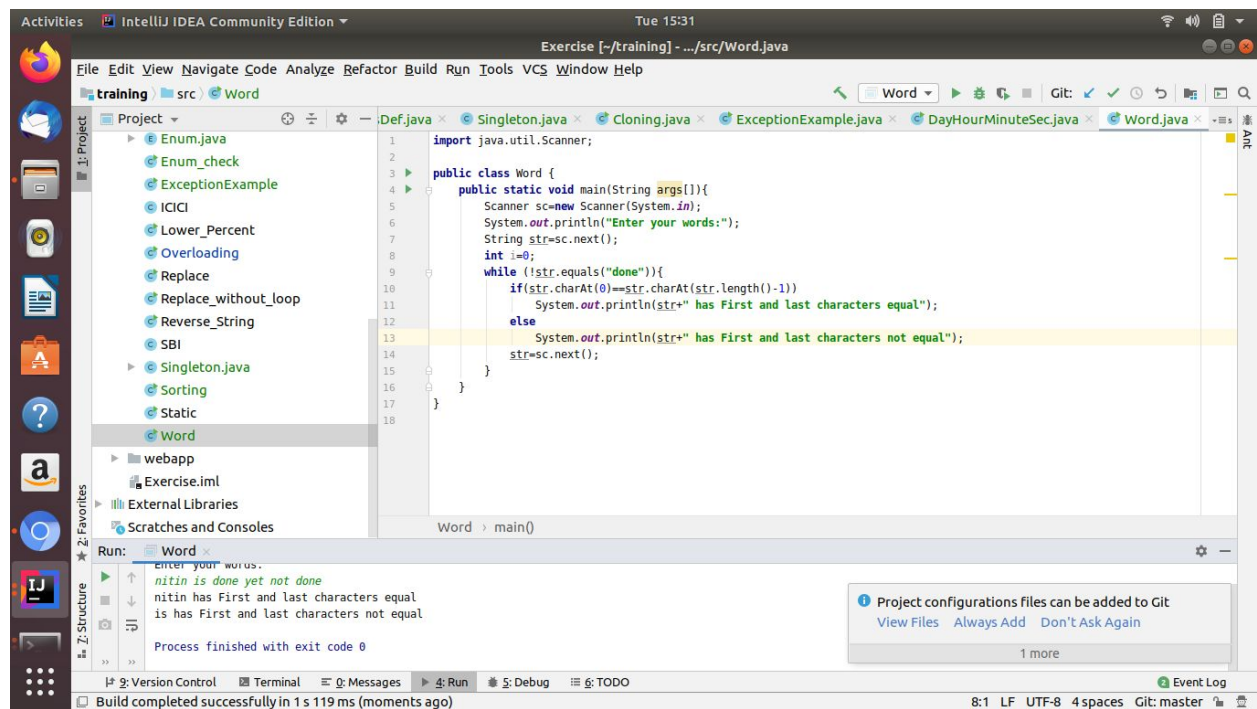 Activities IntelliJ IDEA Community Edition Tue 15:31
Exercise [~/training] - .../src/Word.java
File Edit View Navigate Code Analyze Refactor Build Run Tools VCS Window Help
training src Word Word Git:
1: Project
Project
Enum.java
Enum_check
ExceptionExample
ICICI
Lower_Percent
Overloading
Replace
Replace_without_loop
Reverse_String
SBI
Singleton.java
Sorting
Static
Word
webapp
Exercise.iml
External Libraries
Scratches and Consoles
Def.java Singleton.java Cloning.java ExceptionExample.java DayHourMinuteSec.java Word.java
Ant
1 import java.util.Scanner;
2
3 public class Word {
4 public static void main(String args[]){
5 Scanner sc=new Scanner(System.in);
6 System.out.println("Enter your words:");
7 String str=sc.next();
8 int i=0;
9 while (!str.equals("done")){
10 if(str.charAt(0)==str.charAt(str.length()-1))
11 System.out.println(str+" has First and last characters equal");
12 else
13 System.out.println(str+" has First and last characters not equal");
14 str=sc.next();
15 }
16 }
17 }
18
Word › main()
2: Favorites
Z: Structure
Run: Word
Enter your words:
nitin is done yet not done
nitin has First and last characters equal
is has First and last characters not equal
Process finished with exit code 0
Project configurations files can be added to Git
View Files Always Add Don't Ask Again
1 more
9: Version Control Terminal 0: Messages 4: Run 5: Debug 6: TODO 2 Event Log
Build completed successfully in 1 s 119 ms (moments ago) 8:1 LF UTF-8 4 spaces Git: master